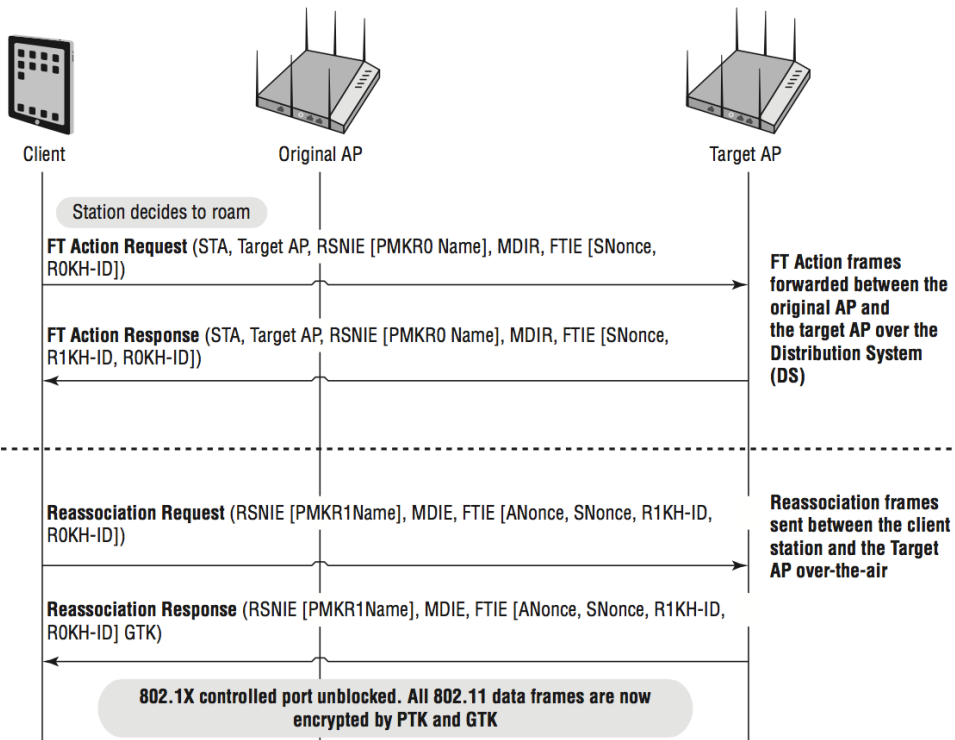 Client
Original AP
Target AP
Station decides to roam
FT Action Request (STA, Target AP, RSNIE [PMKR0 Name], MDIR, FTIE [SNonce,
R0KH-ID])
FT Action frames
forwarded between the
original AP and
the target AP over the
Distribution System
(DS)
FT Action Response (STA, Target AP, RSNIE [PMKR0 Name], MDIR, FTIE [SNonce,
R1KH-ID, R0KH-ID])
Reassociation Request (RSNIE [PMKR1Name], MDIE, FTIE [ANonce, SNonce, R1KH-ID,
R0KH-ID])
Reassociation frames
sent between the client
station and the Target
AP over-the-air
Reassociation Response (RSNIE [PMKR1Name], MDIE, FTIE [ANonce, SNonce, R1KH-ID,
R0KH-ID] GTK)
802.1X controlled port unblocked. All 802.11 data frames are now
encrypted by PTK and GTK